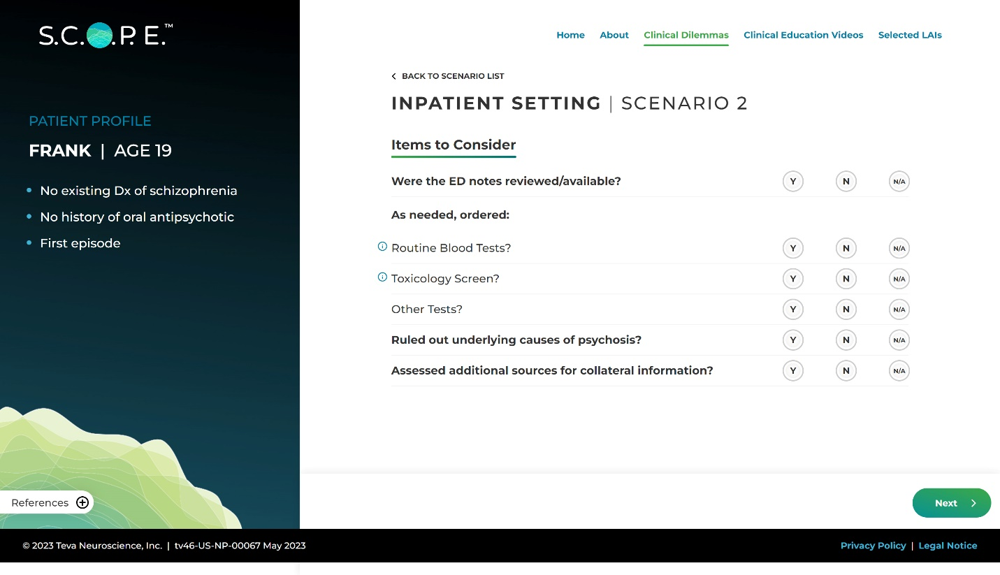 S.C.O.P.E.™
Home About Clinical Dilemmas Clinical Education Videos Selected LAIs
BACK TO SCENARIO LIST
INPATIENT SETTING | SCENARIO 2
PATIENT PROFILE
FRANK | AGE 19
• No existing Dx of schizophrenia
• No history of oral antipsychotic
• First episode
Items to Consider
Were the ED notes reviewed/available? Y N N/A
As needed, ordered:
i Routine Blood Tests? Y N N/A
i Toxicology Screen? Y N N/A
Other Tests? Y N N/A
Ruled out underlying causes of psychosis? Y N N/A
Assessed additional sources for collateral information? Y N N/A
References
Next
© 2023 Teva Neuroscience, Inc. | tv46-US-NP-00067 May 2023
Privacy Policy | Legal Notice